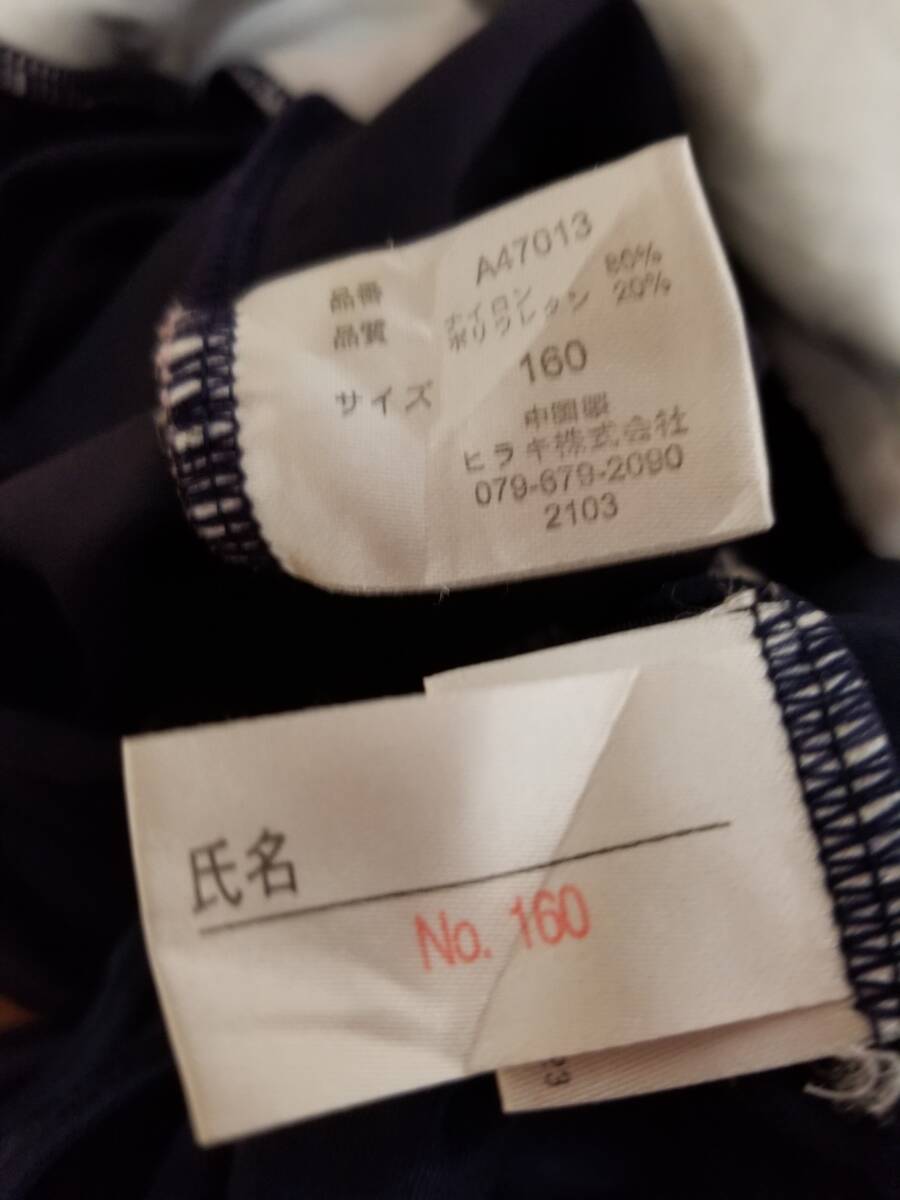 品番 A47013
品質 ナイロン 80%
ポリウレタン 20%
サイズ 160
中国製
ヒラキ株式会社
079-679-2090
2103
氏名
No. 160
23